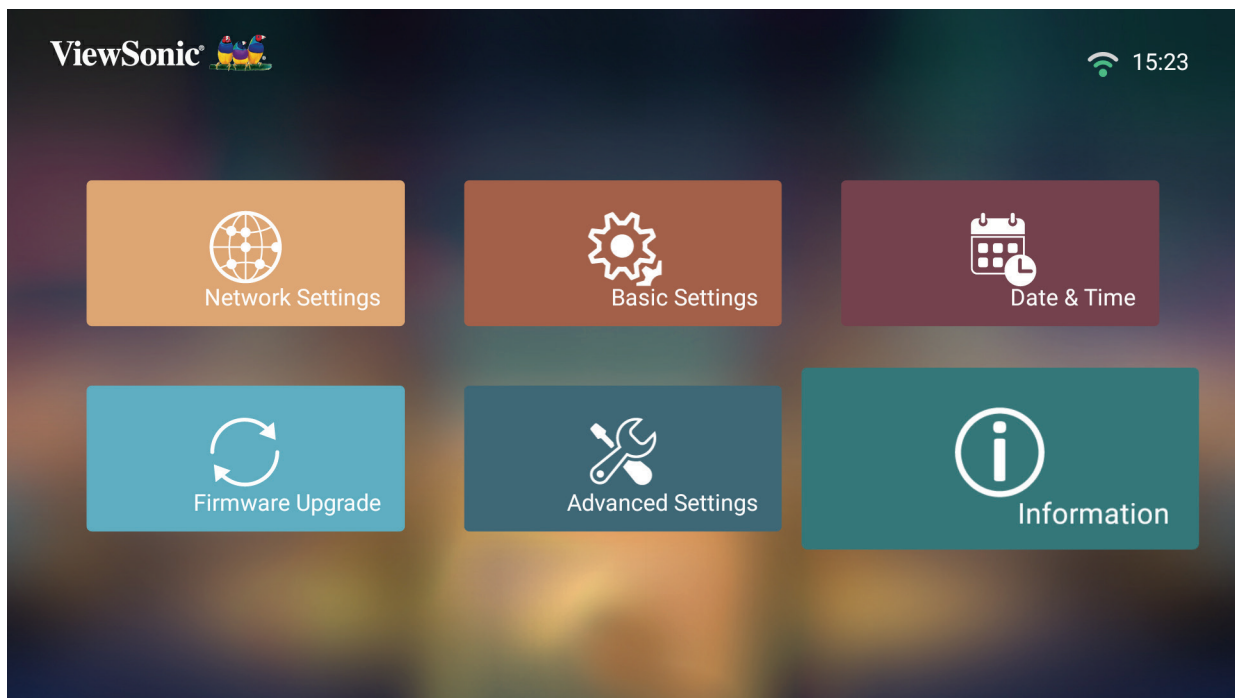 ViewSonic®
15:23
Network Settings
Basic Settings
Date & Time
Firmware Upgrade
Advanced Settings
Information